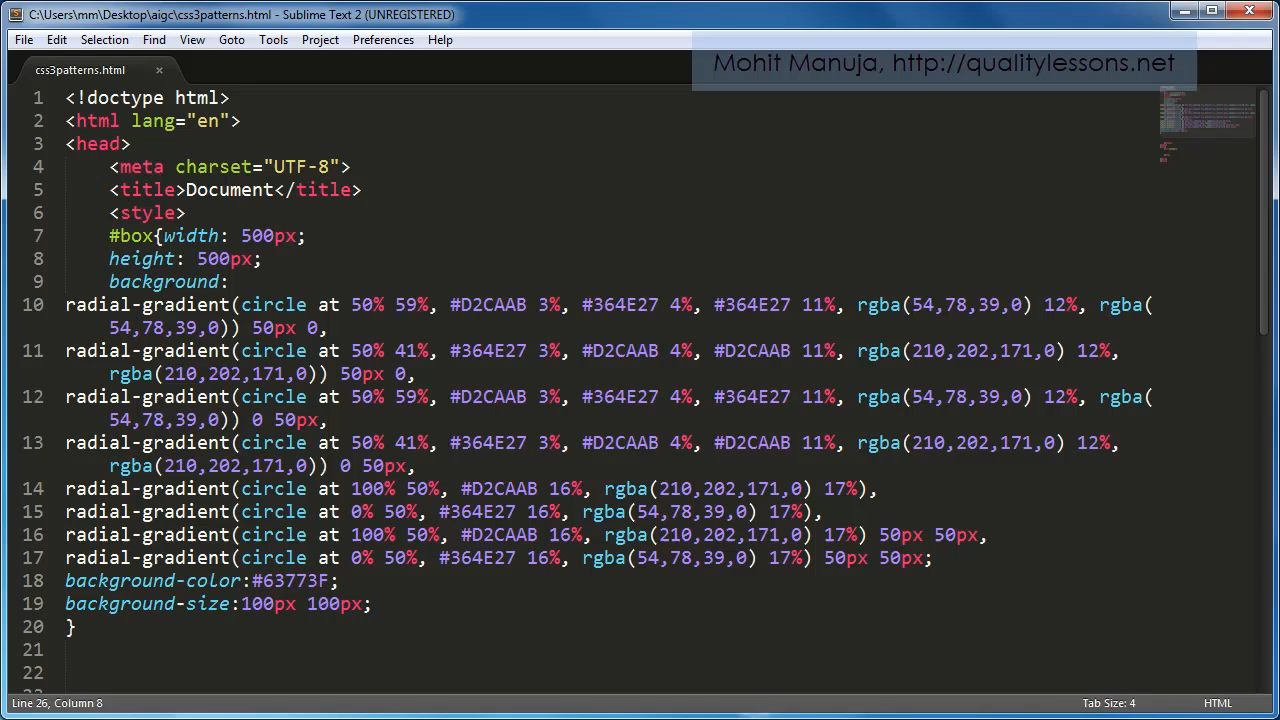 C:\Users\mm\Desktop\aigc\css3patterns.html - Sublime Text 2 (UNREGISTERED)
File Edit Selection Find View Goto Tools Project Preferences Help
Mohit Manuja, http://qualitylessons.net
css3patterns.html ×
1 <!doctype html>
2 <html lang="en">
3 <head>
4 <meta charset="UTF-8">
5 <title>Document</title>
6 <style>
7 #box{width: 500px;
8 height: 500px;
9 background:
10 radial-gradient(circle at 50% 59%, #D2CAAB 3%, #364E27 4%, #364E27 11%, rgba(54,78,39,0) 12%, rgba(
54,78,39,0)) 50px 0,
11 radial-gradient(circle at 50% 41%, #364E27 3%, #D2CAAB 4%, #D2CAAB 11%, rgba(210,202,171,0) 12%,
rgba(210,202,171,0)) 50px 0,
12 radial-gradient(circle at 50% 59%, #D2CAAB 3%, #364E27 4%, #364E27 11%, rgba(54,78,39,0) 12%, rgba(
54,78,39,0)) 0 50px,
13 radial-gradient(circle at 50% 41%, #364E27 3%, #D2CAAB 4%, #D2CAAB 11%, rgba(210,202,171,0) 12%,
rgba(210,202,171,0)) 0 50px,
14 radial-gradient(circle at 100% 50%, #D2CAAB 16%, rgba(210,202,171,0) 17%),
15 radial-gradient(circle at 0% 50%, #364E27 16%, rgba(54,78,39,0) 17%),
16 radial-gradient(circle at 100% 50%, #D2CAAB 16%, rgba(210,202,171,0) 17%) 50px 50px,
17 radial-gradient(circle at 0% 50%, #364E27 16%, rgba(54,78,39,0) 17%) 50px 50px;
18 background-color:#63773F;
19 background-size:100px 100px;
20 }
21
22
Line 26, Column 8 Tab Size: 4 HTML